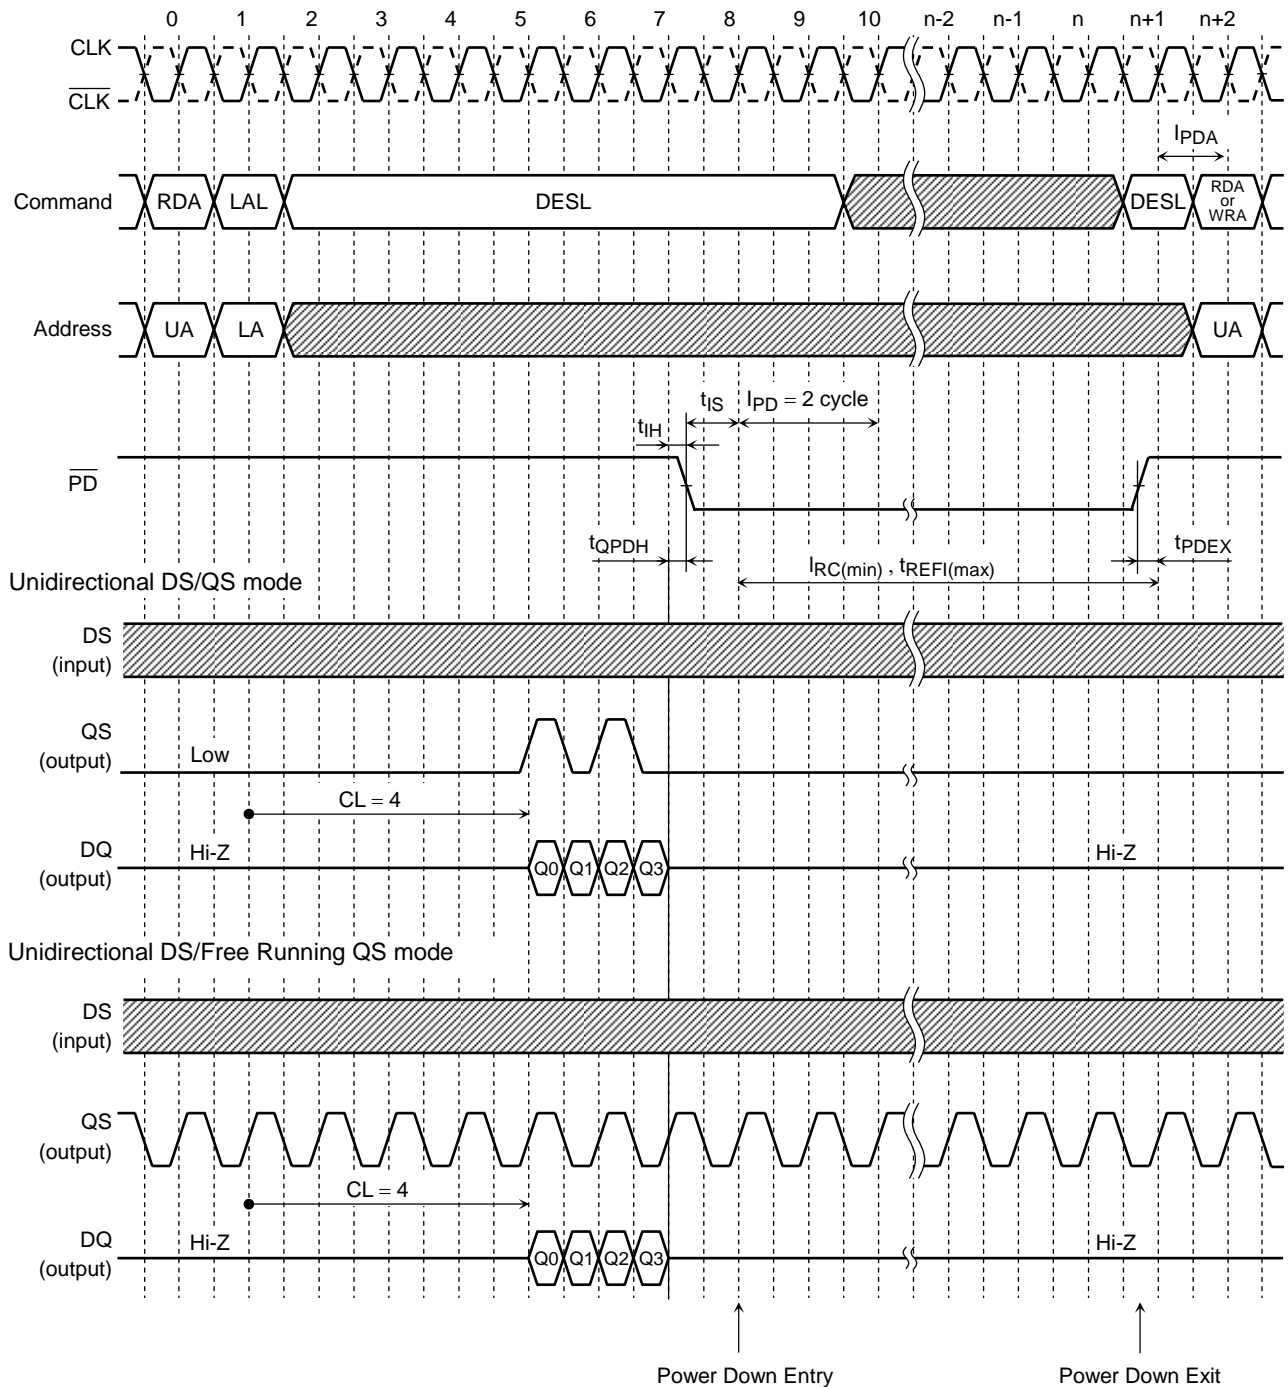 0 1 2 3 4 5 6 7 8 9 10 n-2 n-1 n n+1 n+2
CLK
CLK
IPDA
Command RDA LAL DESL DESL RDA or WRA
Address UA LA UA
tIS IPD = 2 cycle
tIH
PD
tQPDH tPDEX
IRC(min) , tREFI(max)
Unidirectional DS/QS mode
DS
(input)
QS
(output) Low
CL = 4
DQ
(output) Hi-Z Q0 Q1 Q2 Q3 Hi-Z
Unidirectional DS/Free Running QS mode
DS
(input)
QS
(output)
CL = 4
DQ
(output) Hi-Z Q0 Q1 Q2 Q3 Hi-Z
Power Down Entry Power Down Exit